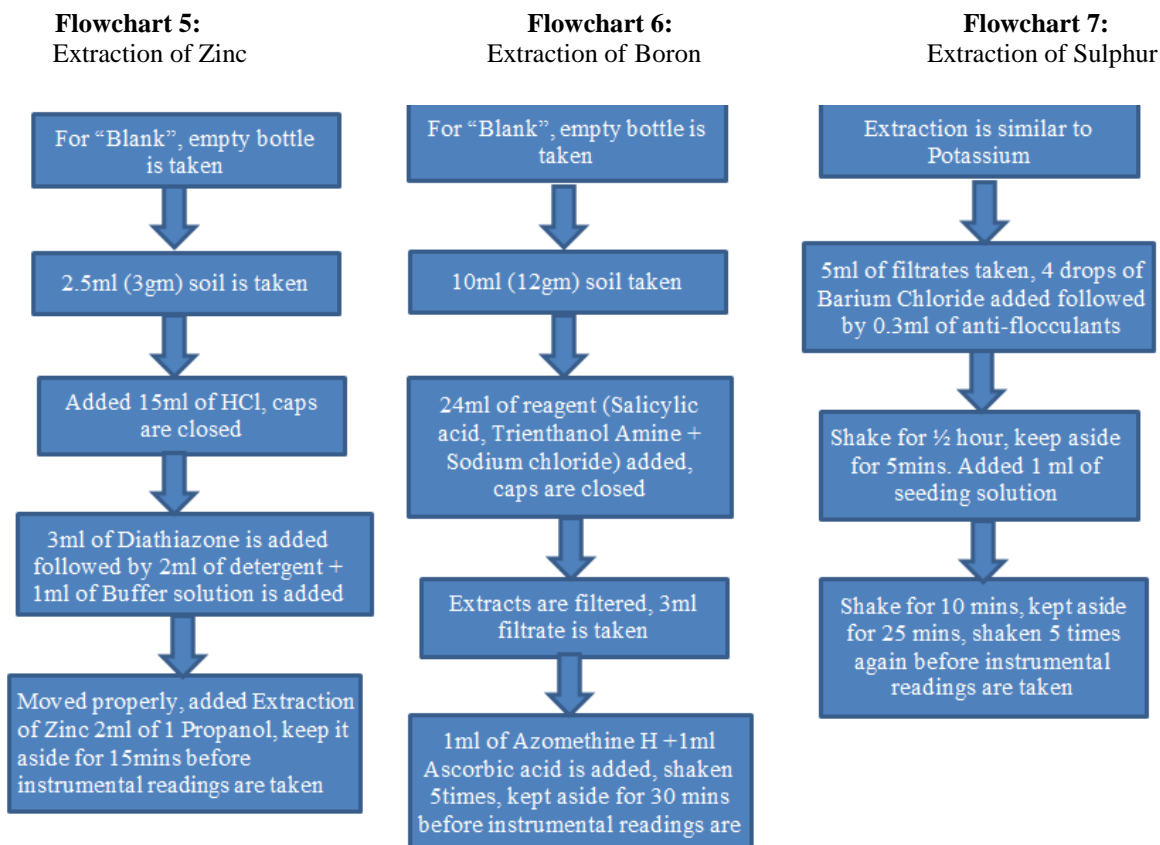 Flowchart 5:
Extraction of Zinc
For “Blank”, empty bottle
is taken
2.5ml (3gm) soil is taken
Added 15ml of HCl, caps
are closed
3ml of Diathiazone is added
followed by 2ml of detergent +
1ml of Buffer solution is added
Moved properly, added Extraction
of Zinc 2ml of 1 Propanol, keep it
aside for 15mins before
instrumental readings are taken
Flowchart 6:
Extraction of Boron
For “Blank”, empty bottle is
taken
10ml (12gm) soil taken
24ml of reagent (Salicylic
acid, Trienthanol Amine +
Sodium chloride) added,
caps are closed
Extracts are filtered, 3ml
filtrate is taken
1ml of Azomethine H +1ml
Ascorbic acid is added, shaken
5times, kept aside for 30 mins
before instrumental readings are
Flowchart 7:
Extraction of Sulphur
Extraction is similar to
Potassium
5ml of filtrates taken, 4 drops of
Barium Chloride added followed
by 0.3ml of anti-flocculants
Shake for ½ hour, keep aside
for 5mins. Added 1 ml of
seeding solution
Shake for 10 mins, kept aside
for 25 mins, shaken 5 times
again before instrumental
readings are taken